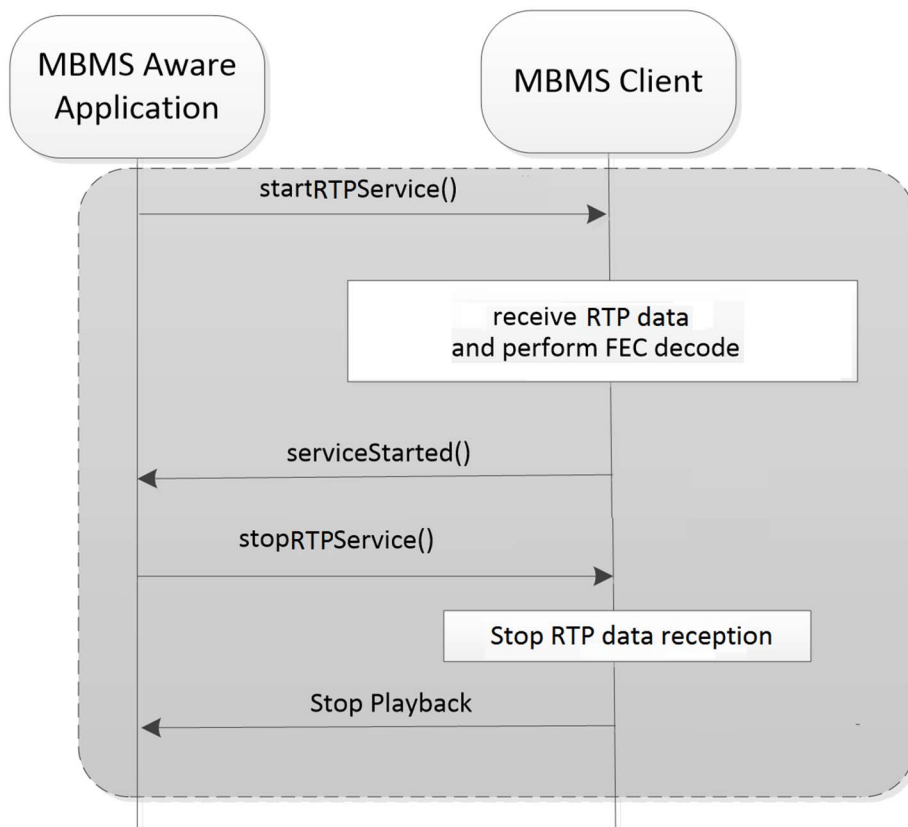 MBMS Aware
Application
MBMS Client
startRTPService()
receive RTP data
and perform FEC decode
serviceStarted()
stopRTPService()
Stop RTP data reception
Stop Playback